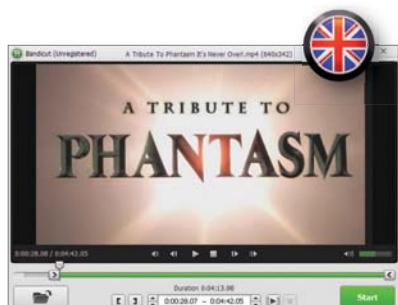 Bandicut (Unregistered) A Tribute To Phantasm It's Never Over!.mp4 (640x342)
A TRIBUTE TO
PHANTASM
0:00:28.08 / 0:04:42.05
Duration 0:04:13.98
0:00:28.07 ~ 0:04:42.05
Start